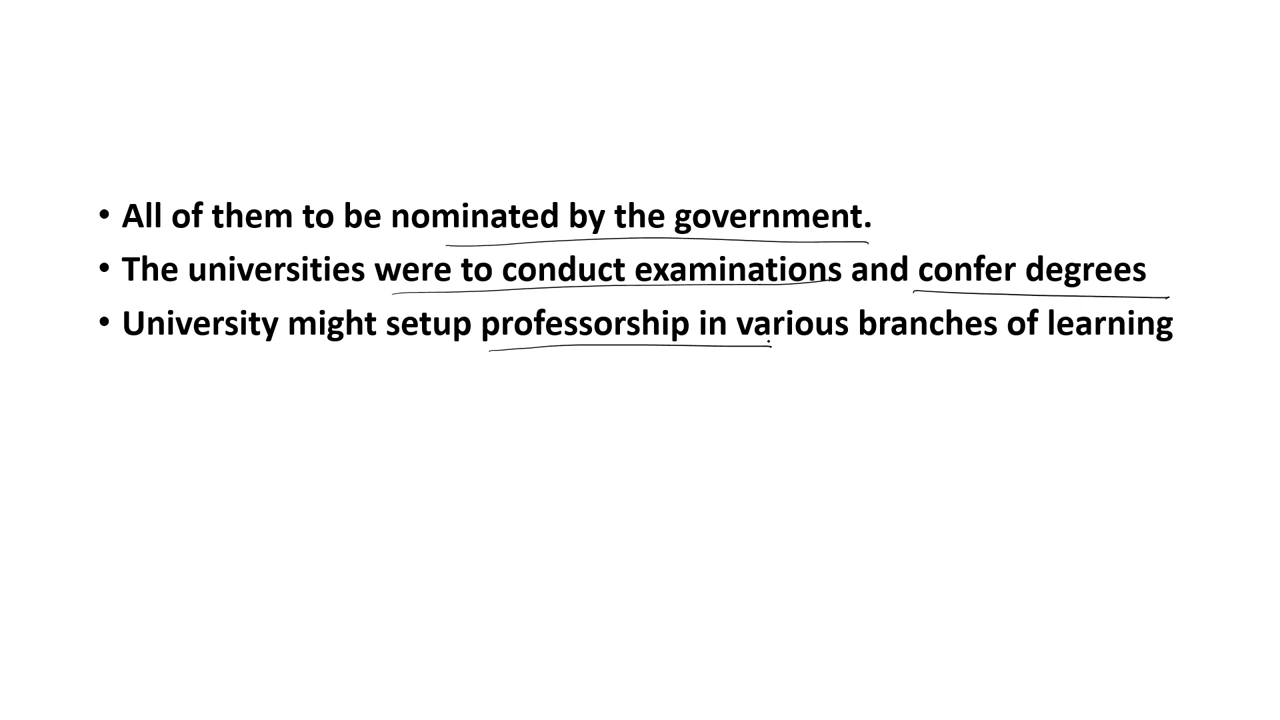 • All of them to be nominated by the government.
• The universities were to conduct examinations and confer degrees
• University might setup professorship in various branches of learning